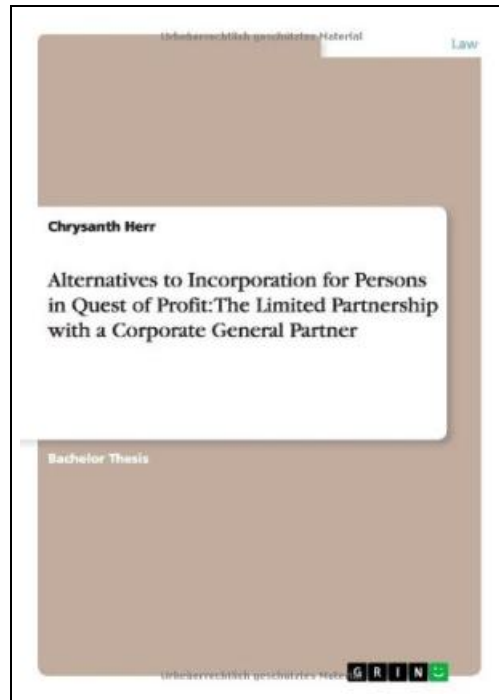 Urheberrechtlich geschütztes Material
Law
Chrysanth Herr
Alternatives to Incorporation for Persons
in Quest of Profit: The Limited Partnership
with a Corporate General Partner
Bachelor Thesis
Urheberrechtlich geschütztes Mate
GRIN